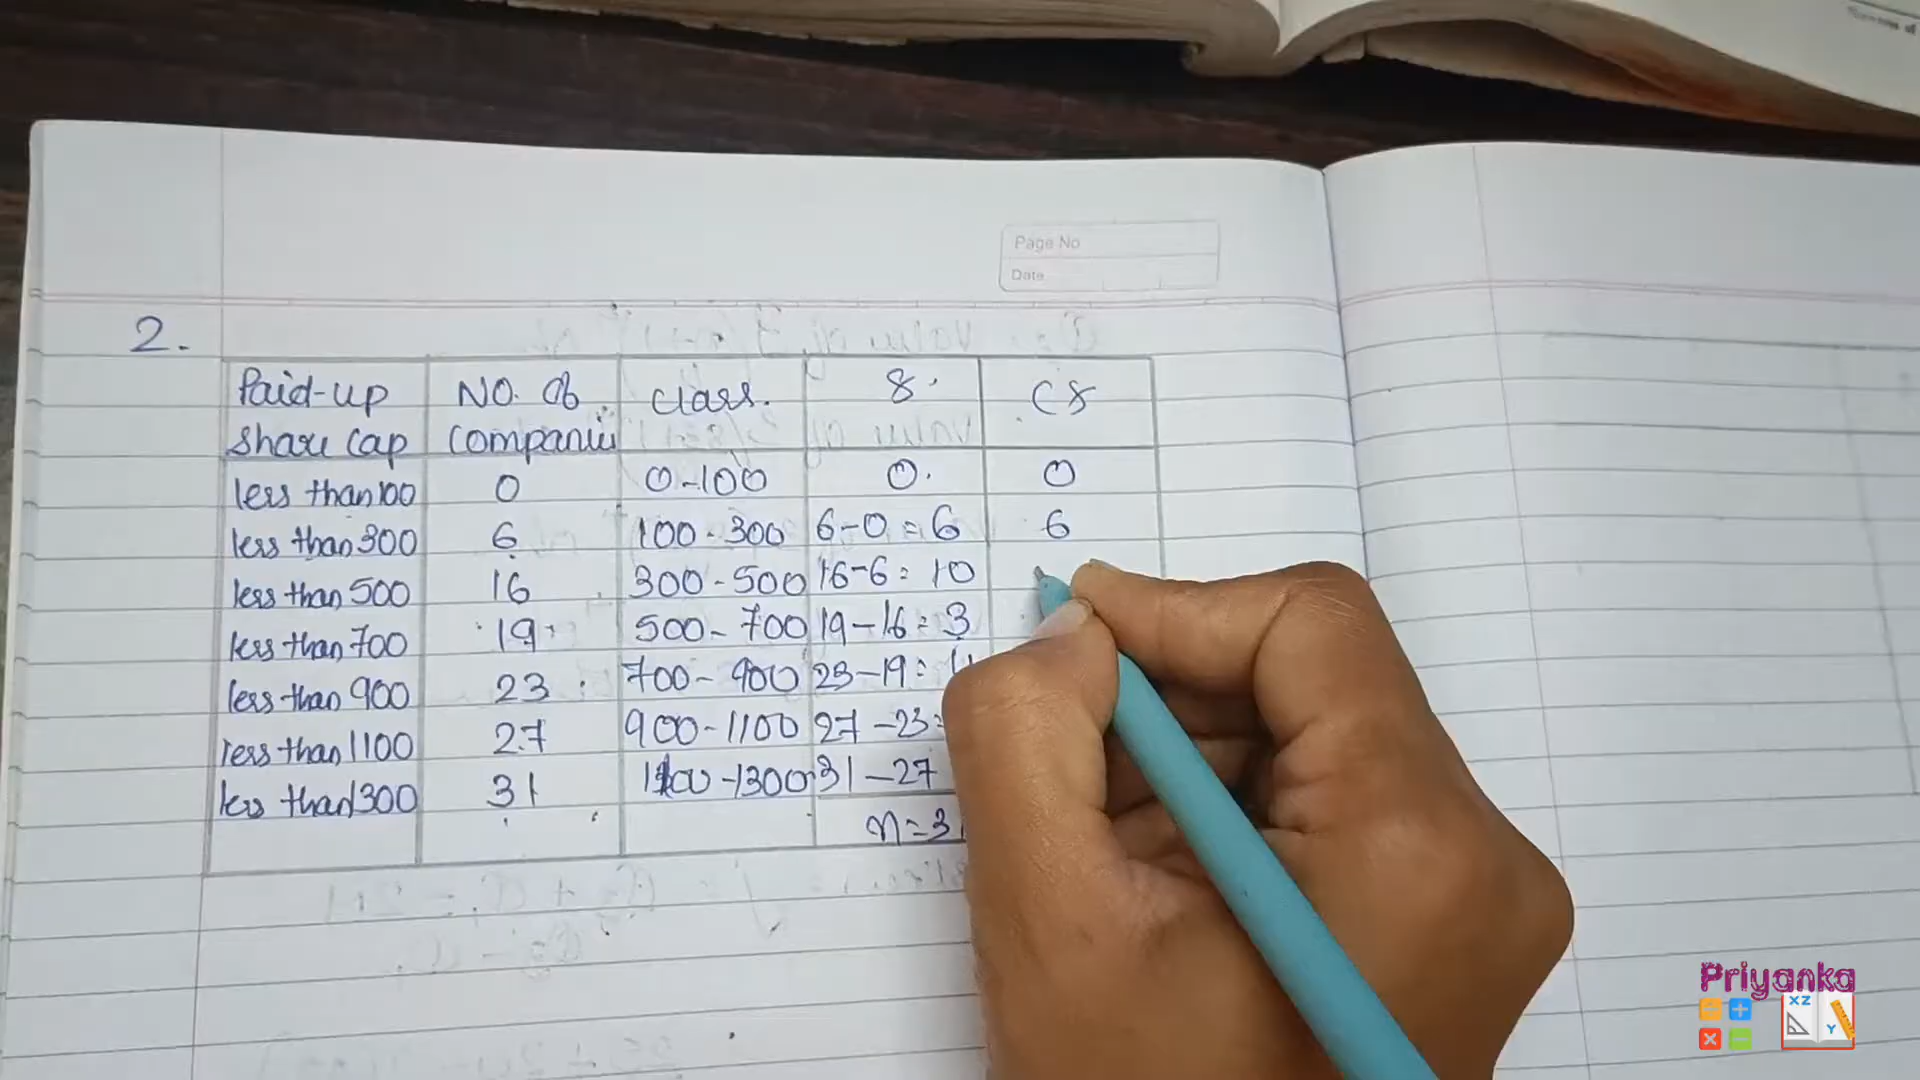 Page No
Date
2.
Paid-up share cap | No. of companies | class. | f. | cf
less than 100 | 0 | 0-100 | 0. | 0
less than 300 | 6 | 100-300 | 6-0=6 | 6
less than 500 | 16 | 300-500 | 16-6=10
less than 700 | 19 | 500-700 | 19-16=3
less than 900 | 23 | 700-900 | 23-19=4
less than 1100 | 27 | 900-1100 | 27-23=
less than 1300 | 31 | 1100-1300 | 31-27
n=31
Priyanka
XZ
Y